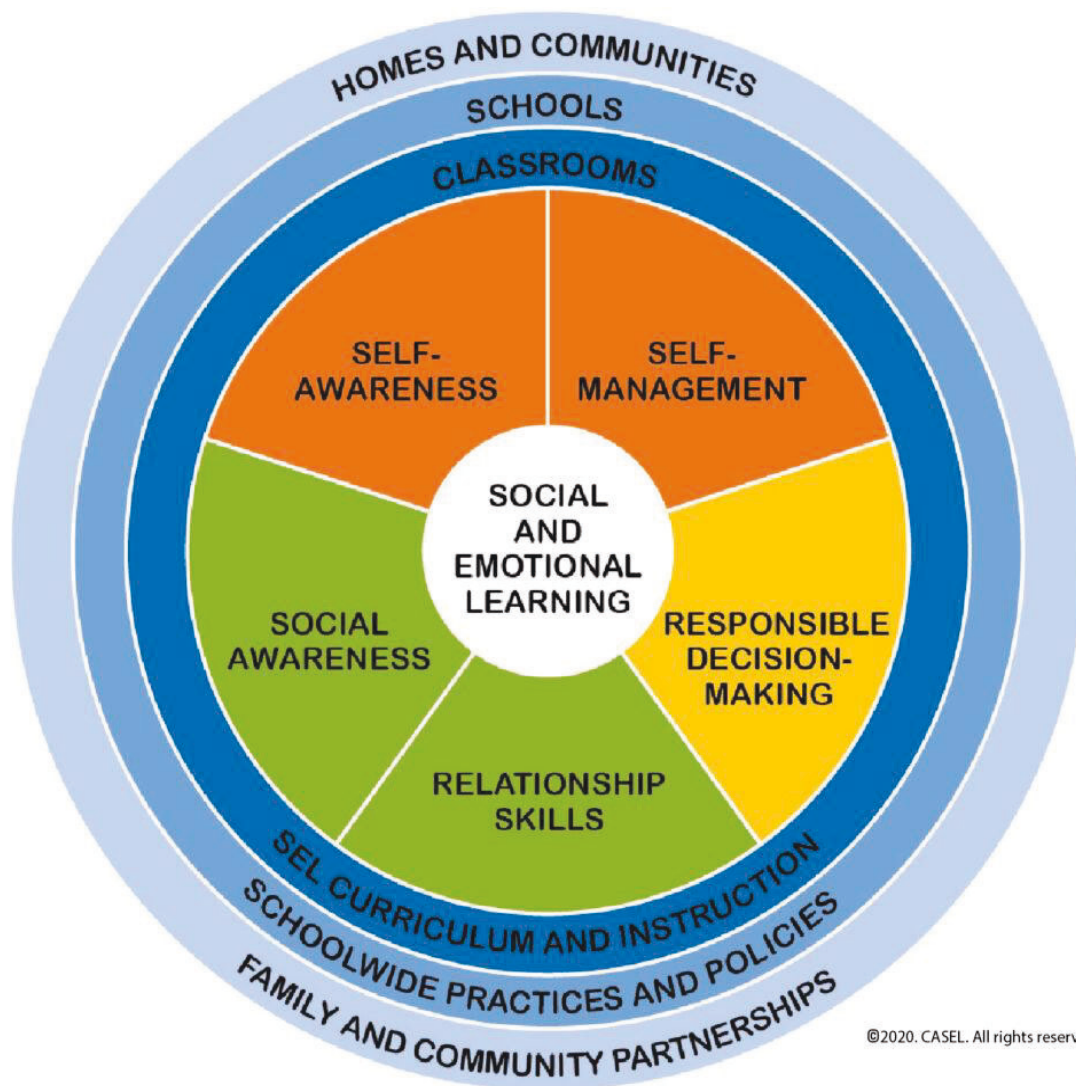 HOMES AND COMMUNITIES
SCHOOLS
CLASSROOMS
SELF-
AWARENESS
SELF-
MANAGEMENT
SOCIAL
AND
EMOTIONAL
LEARNING
SOCIAL
AWARENESS
RESPONSIBLE
DECISION-
MAKING
RELATIONSHIP
SKILLS
SEL CURRICULUM AND INSTRUCTION
SCHOOLWIDE PRACTICES AND POLICIES
FAMILY AND COMMUNITY PARTNERSHIPS
©2020. CASEL. All rights reserv